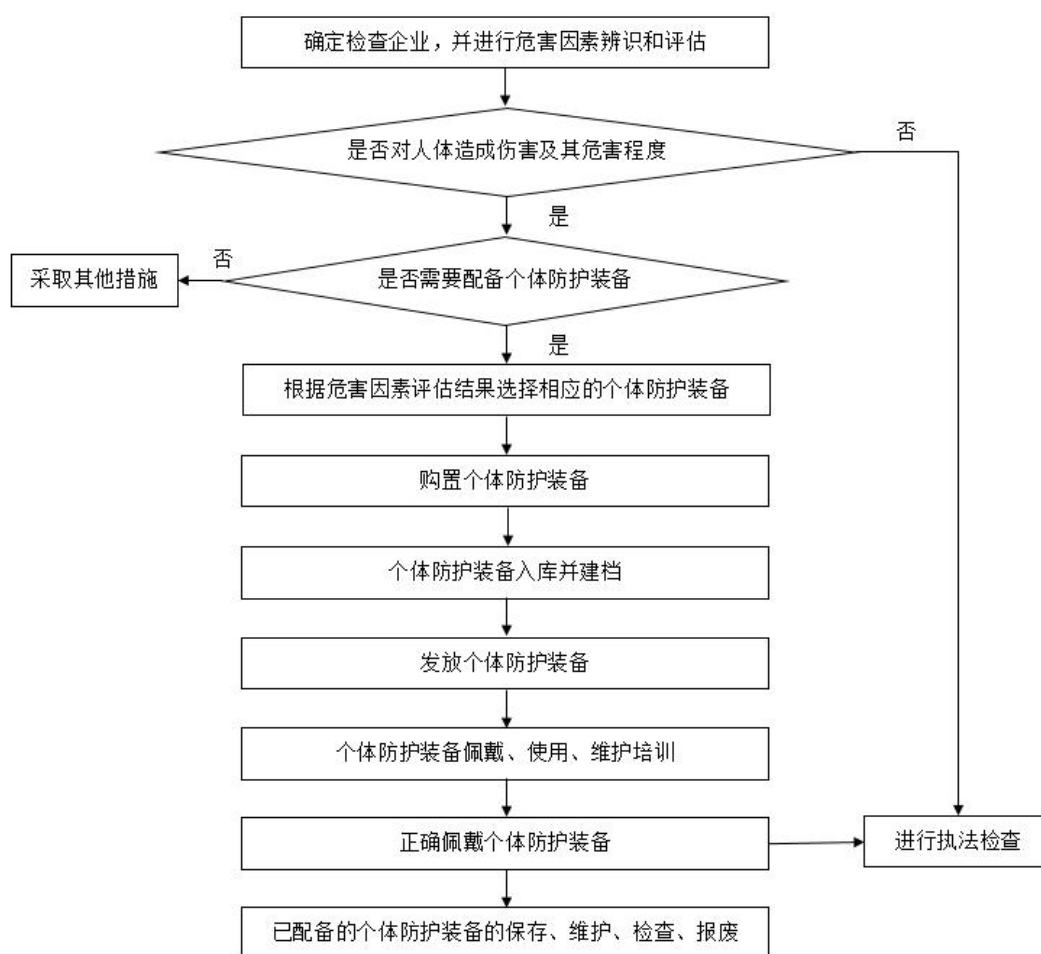 确定检查企业，并进行危害因素辨识和评估
否
是否对人体造成伤害及其危害程度
是
否
采取其他措施
是否需要配备个体防护装备
是
根据危害因素评估结果选择相应的个体防护装备
购置个体防护装备
个体防护装备入库并建档
发放个体防护装备
个体防护装备佩戴、使用、维护培训
正确佩戴个体防护装备
进行执法检查
已配备的个体防护装备的保存、维护、检查、报废